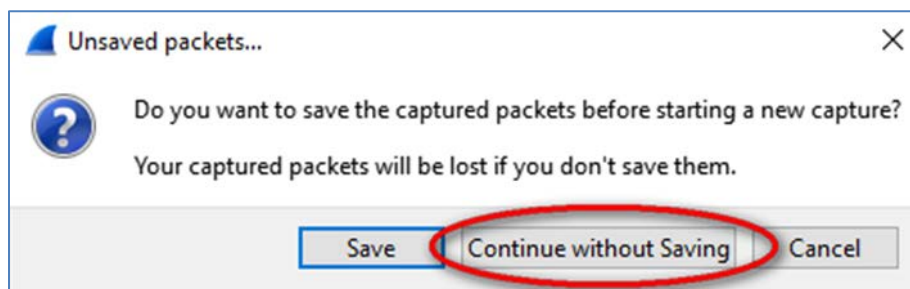 Unsaved packets...
Do you want to save the captured packets before starting a new capture?
Your captured packets will be lost if you don't save them.
Save Continue without Saving Cancel